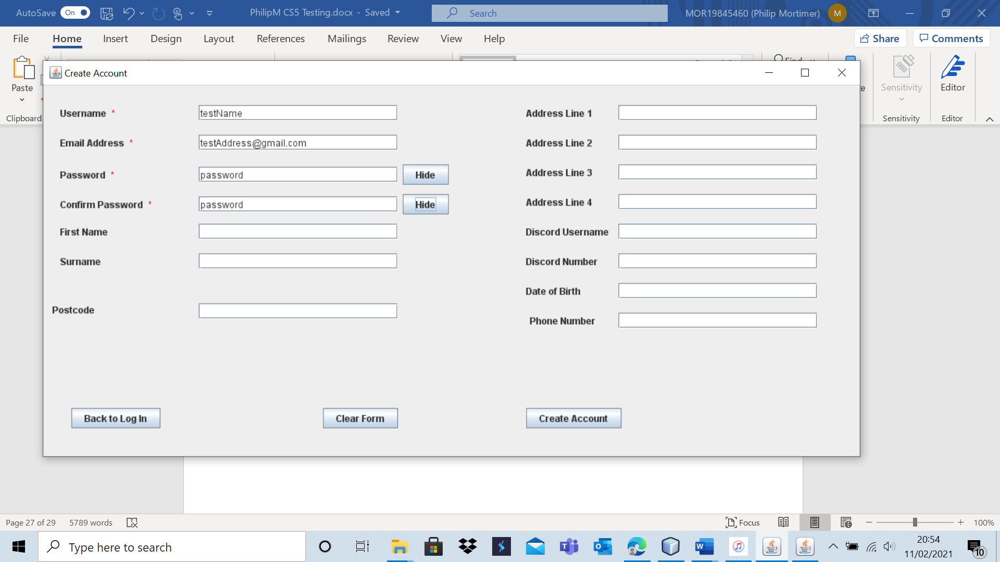 AutoSave On PhilipM CS5 Testing.docx - Saved Search MOR19845460 (Philip Mortimer) M
File Home Insert Design Layout References Mailings Review View Help Share Comments
Paste Sensitivity Editor
Clipboard Sensitivity Editor
Create Account
Username * testName
Email Address * testAddress@gmail.com
Password * password Hide
Confirm Password * password Hide
First Name
Surname
Postcode
Address Line 1
Address Line 2
Address Line 3
Address Line 4
Discord Username
Discord Number
Date of Birth
Phone Number
Back to Log In Clear Form Create Account
Page 27 of 29 5789 words Focus 100%
Type here to search 20:54
11/02/2021 10